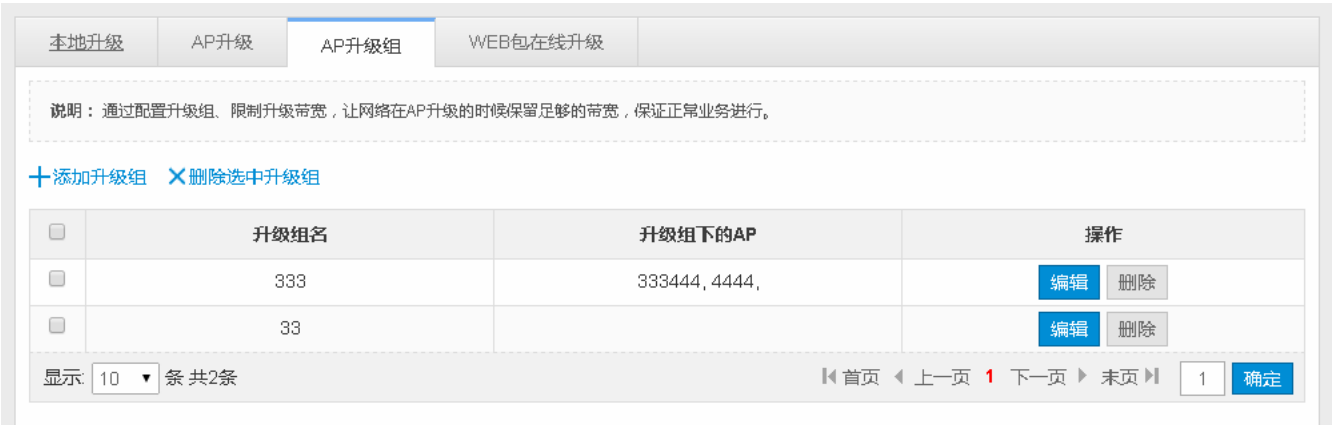 本地升级 AP升级 AP升级组 WEB包在线升级
说明：通过配置升级组、限制升级带宽，让网络在AP升级的时候保留足够的带宽，保证正常业务进行。
添加升级组 删除选中升级组
升级组名 升级组下的AP 操作
333 333444,4444, 编辑 删除
33 编辑 删除
显示: 10 条 共2条 首页 上一页 1 下一页 末页 1 确定